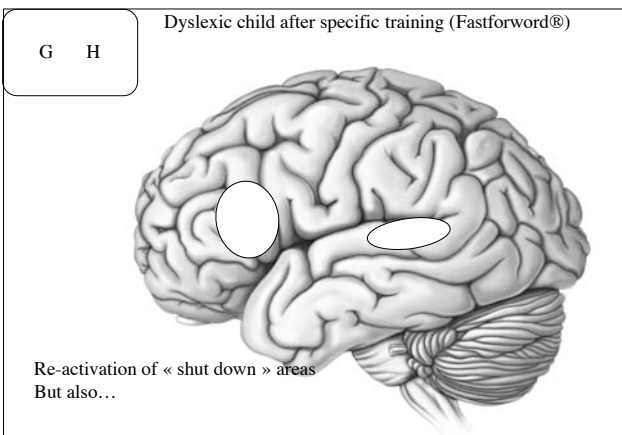 Dyslexic child after specific training (Fastforword®)
G H
Re-activation of « shut down » areas
But also…